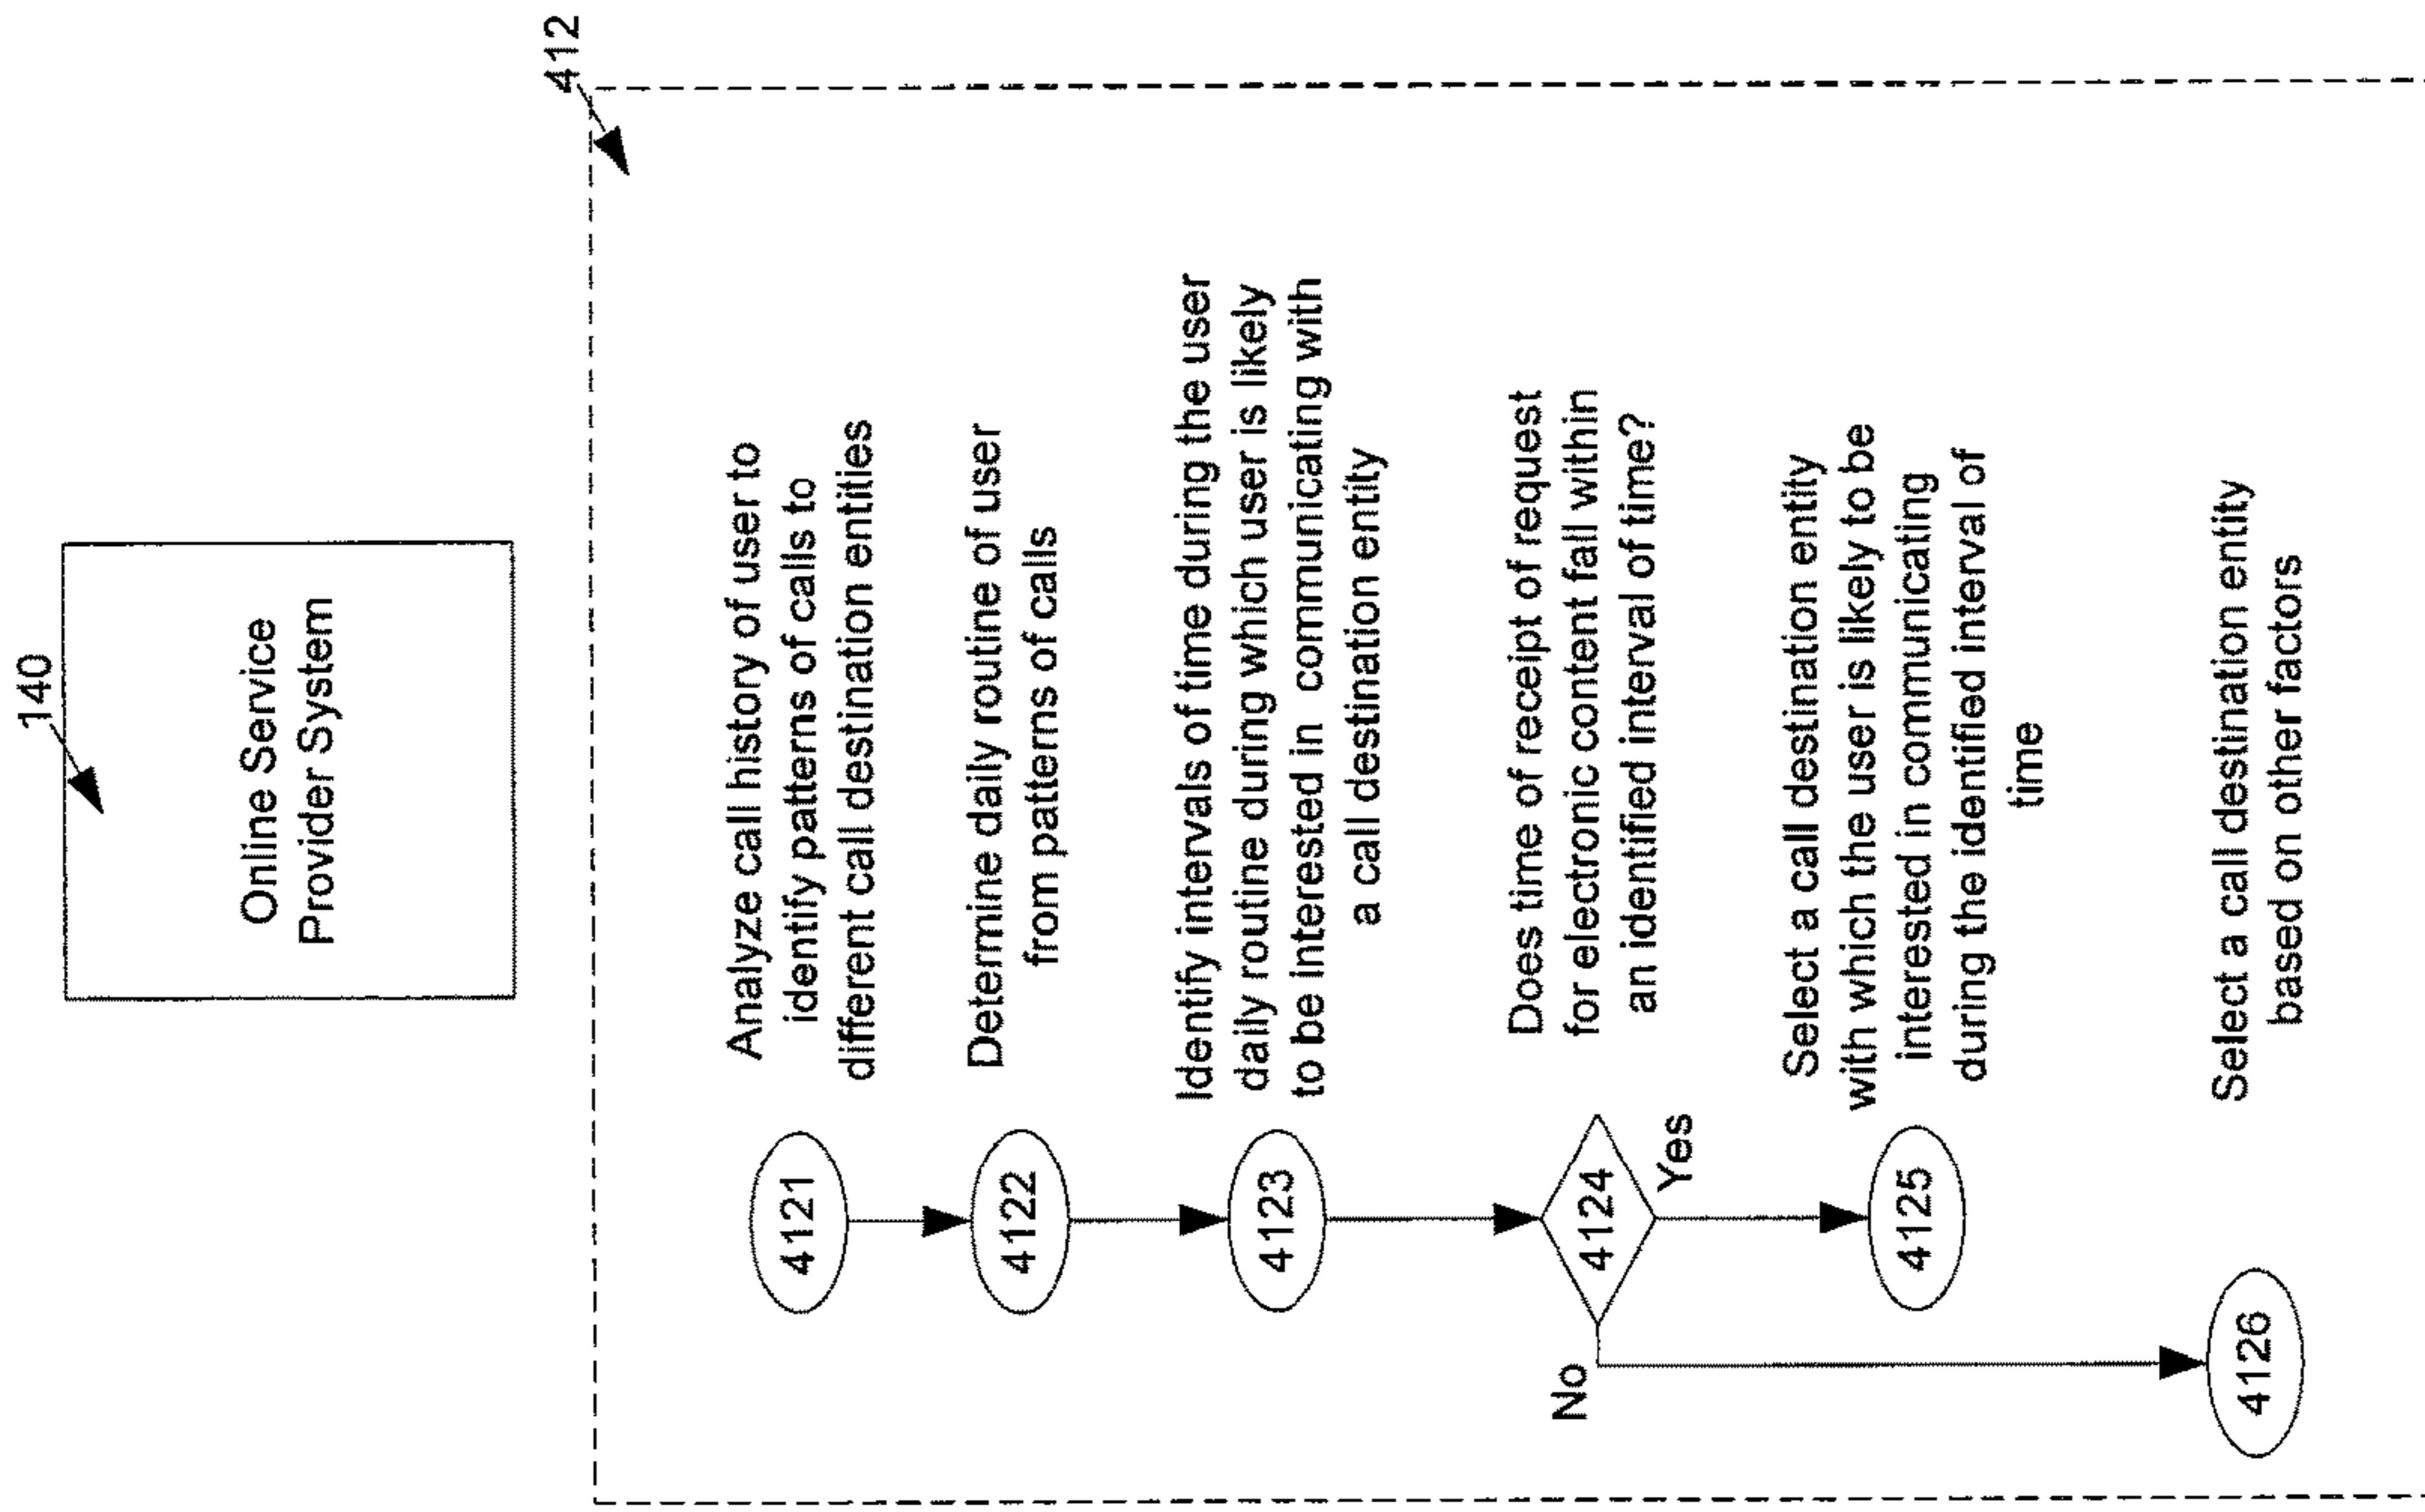 140
Online Service
Provider System
412
4121
Analyze call history of user to
identify patterns of calls to
different call destination entities
4122
Determine daily routine of user
from patterns of calls
4123
Identify intervals of time during the user
daily routine during which user is likely
to be interested in communicating with
a call destination entity
4124
Does time of receipt of request
for electronic content fall within
an identified interval of time?
Yes
No
4125
Select a call destination entity
with which the user is likely to be
interested in communicating
during the identified interval of
time
4126
Select a call destination entity
based on other factors